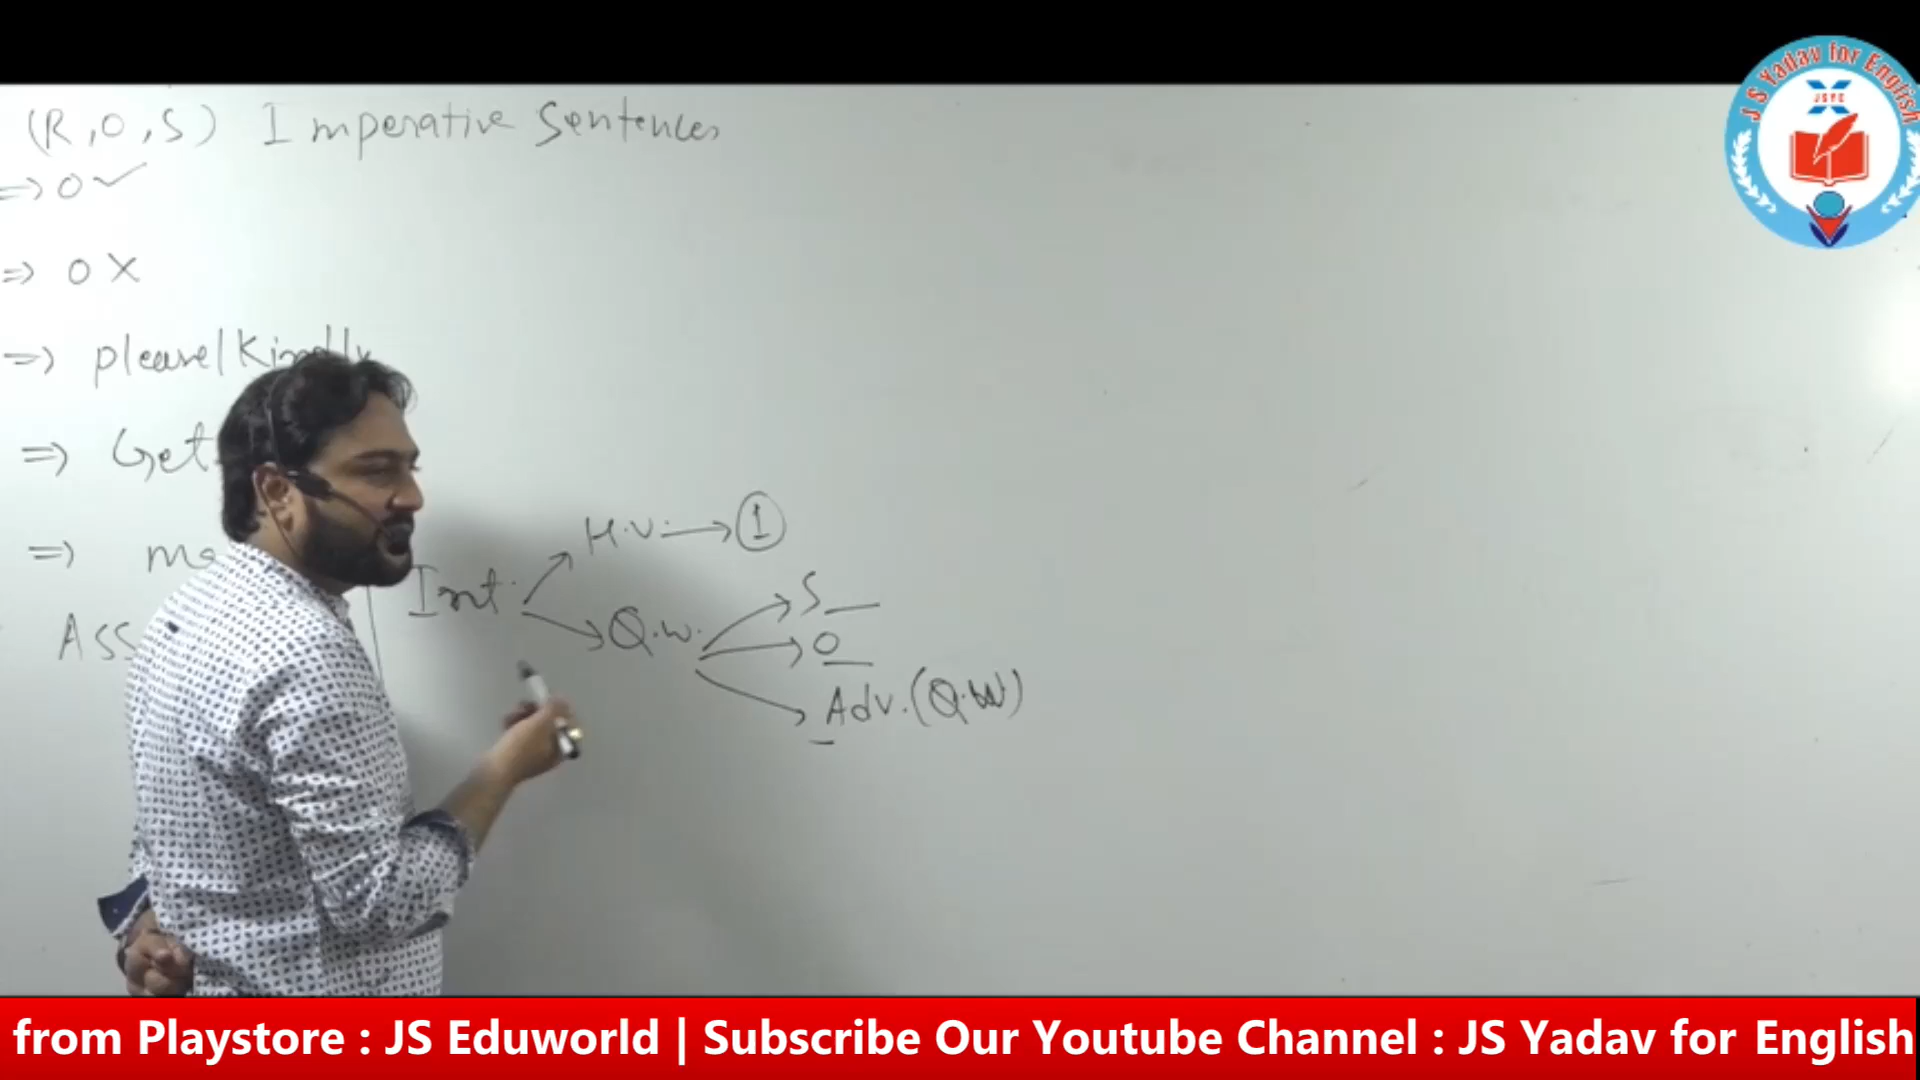 (R, O, S) Imperative Sentences
=> O ✓
=> O X
=> please/Kindly
=> Get
=>
Ass
Int.
H.V. → ①
Q.W.
S
O
Adv. (Q.W)
J S Yadav for English
JSYE
from Playstore : JS Eduworld | Subscribe Our Youtube Channel : JS Yadav for English